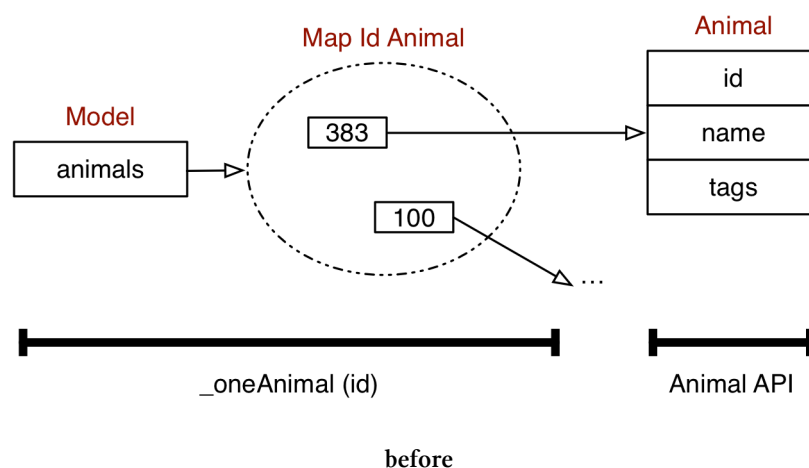 Map Id Animal
Animal
id
383
name
Model
animals
tags
100
...
_oneAnimal (id)
Animal API
before